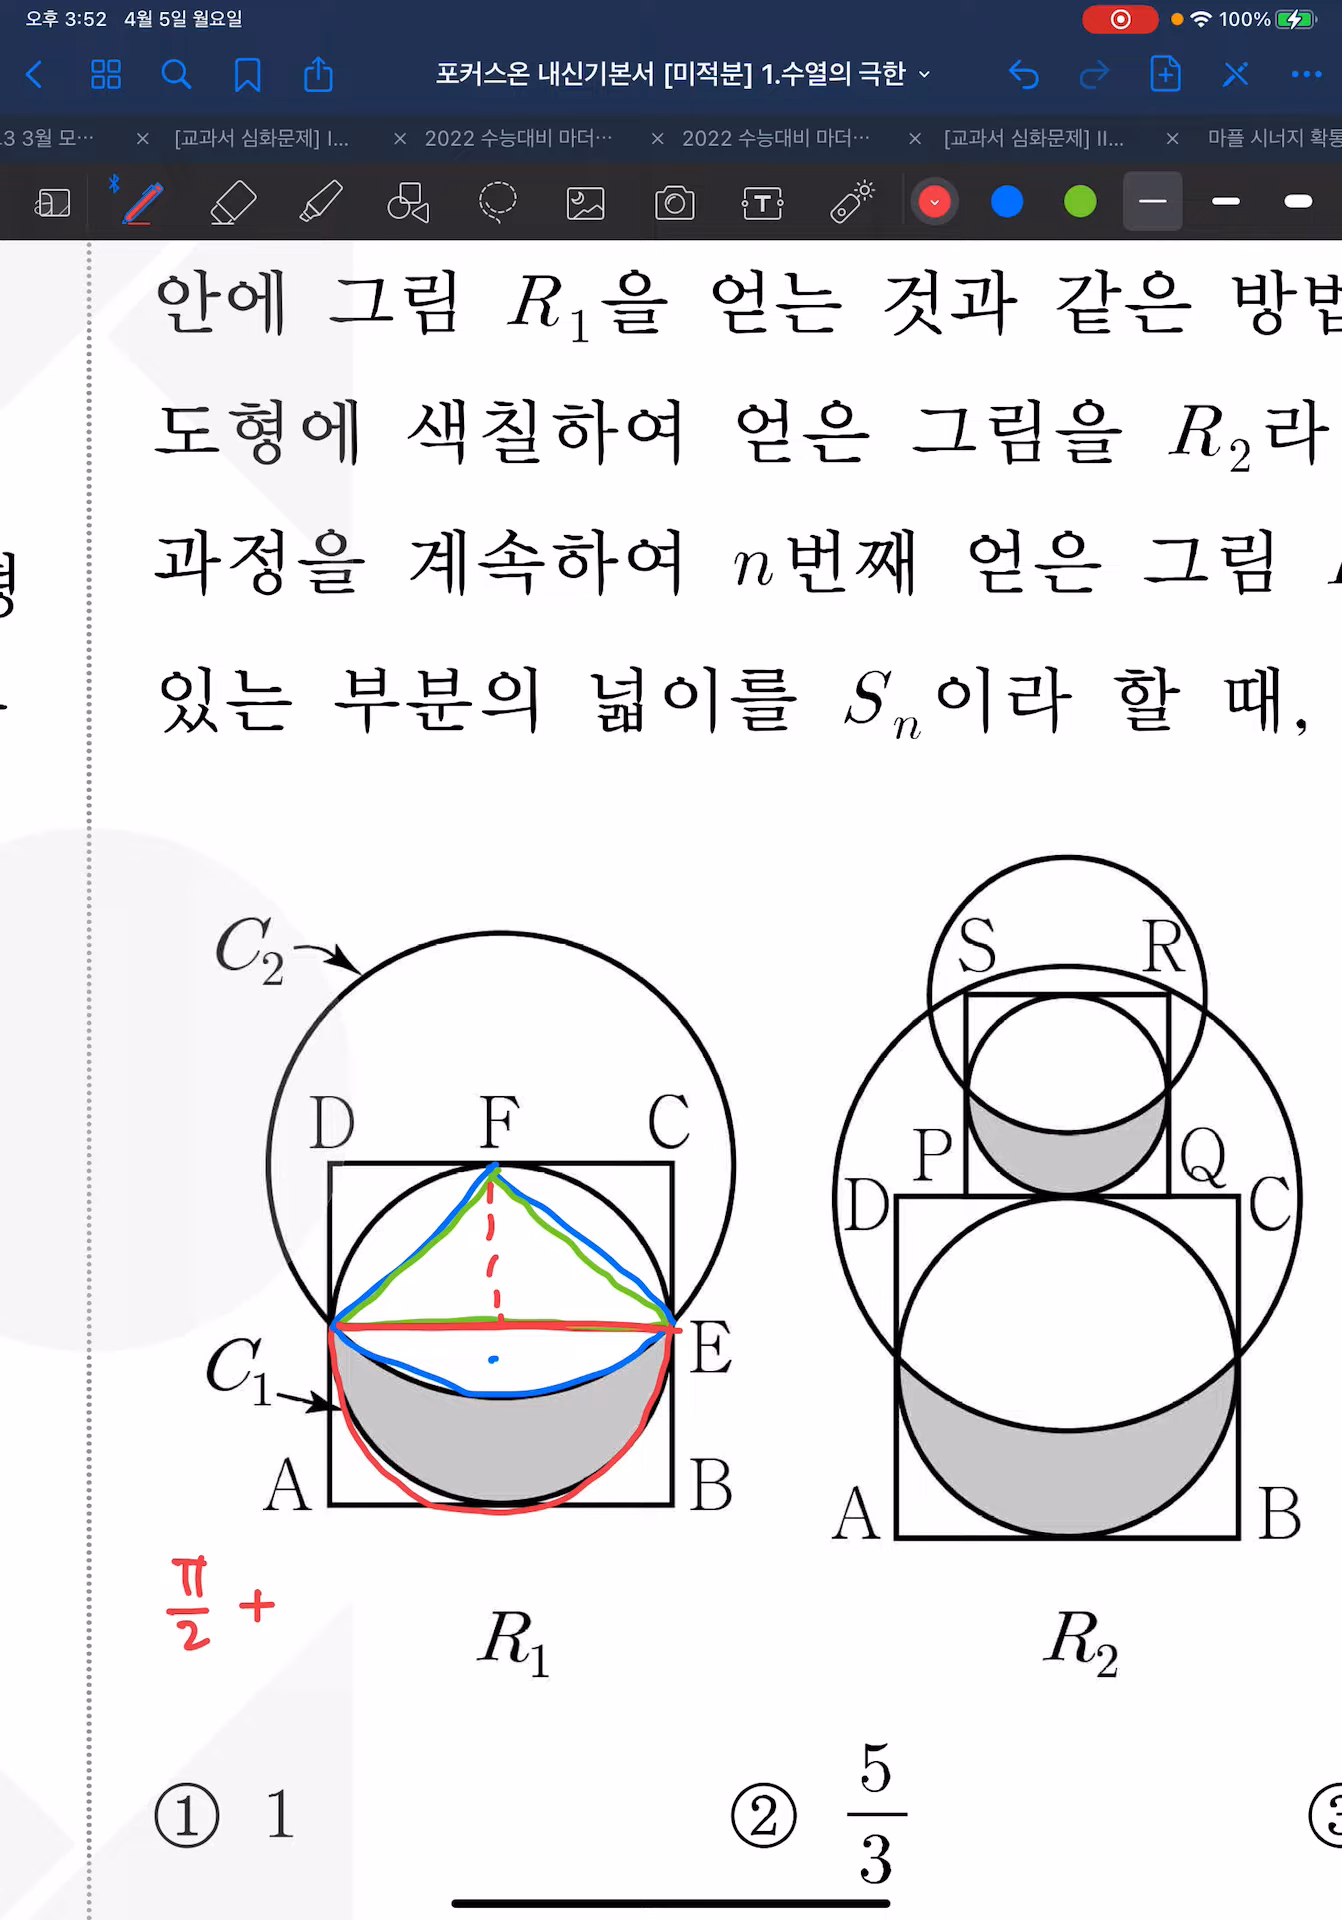 오후 3:52 4월 5일 월요일 100%
포커스온 내신기본서 [미적분] 1.수열의 극한
3월 모··· × [교과서 심화문제] I... × 2022 수능대비 마더··· × 2022 수능대비 마더··· × [교과서 심화문제] II... × 마플 시너지 확통
안에 그림 R₁을 얻는 것과 같은 방법
도형에 색칠하여 얻은 그림을 R₂라
과정을 계속하여 n번째 얻은 그림
있는 부분의 넓이를 Sₙ이라 할 때,
C₂
D F C
E
C₁
A B
R₁
S R
P Q
D C
A B
R₂
π/2 +
① 1 ② 5/3 ③